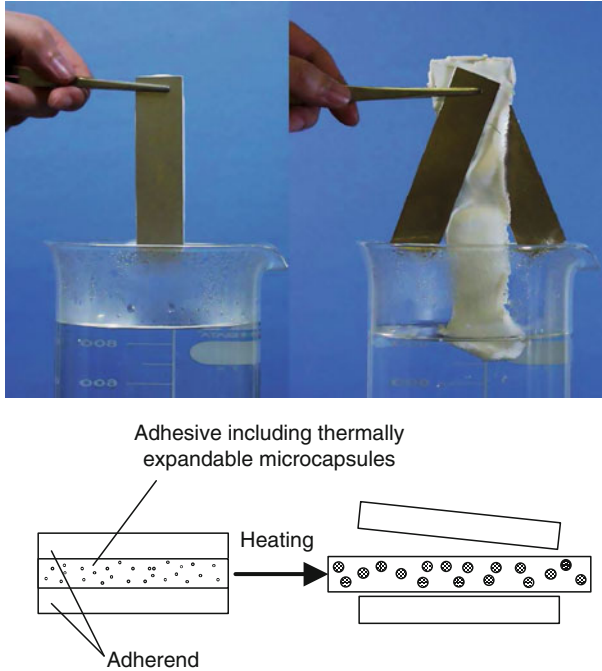 Adhesive including thermally
expandable microcapsules
Heating
Adherend